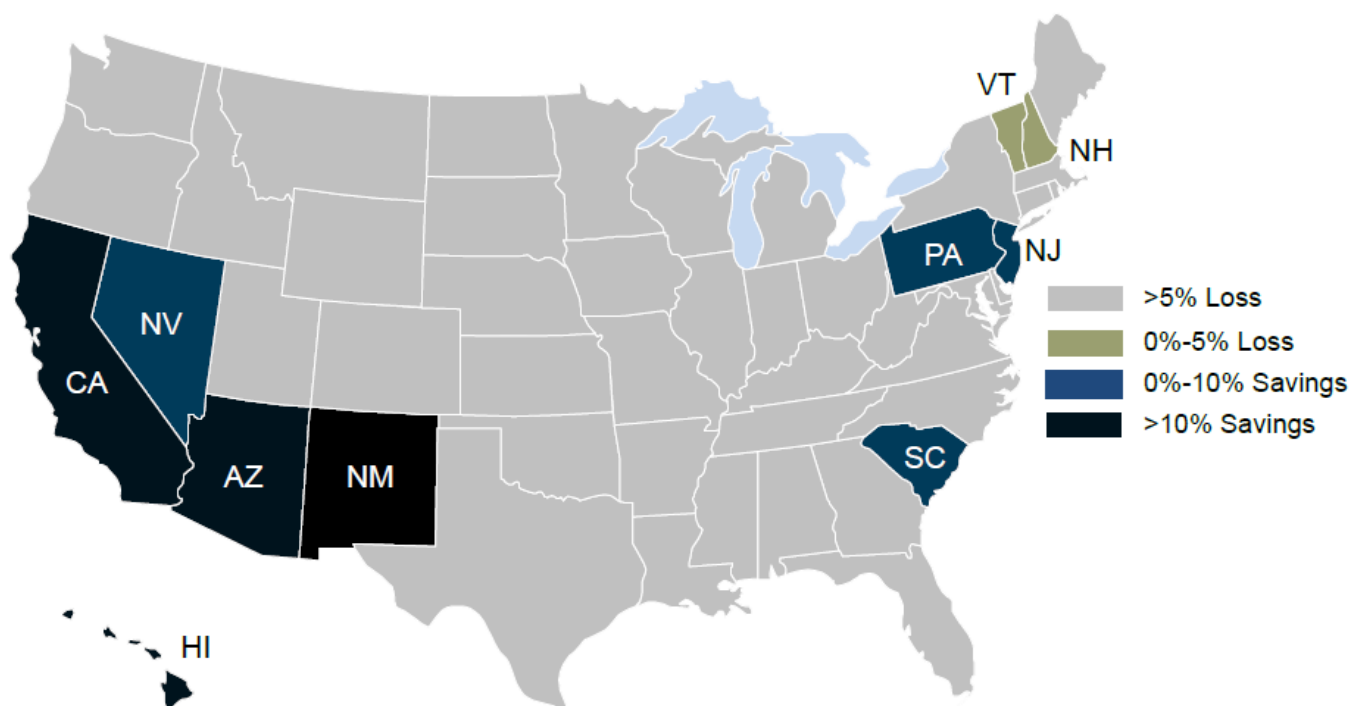 VT
NH
PA
NJ
NV
CA
AZ
NM
SC
HI
>5% Loss
0%-5% Loss
0%-10% Savings
>10% Savings